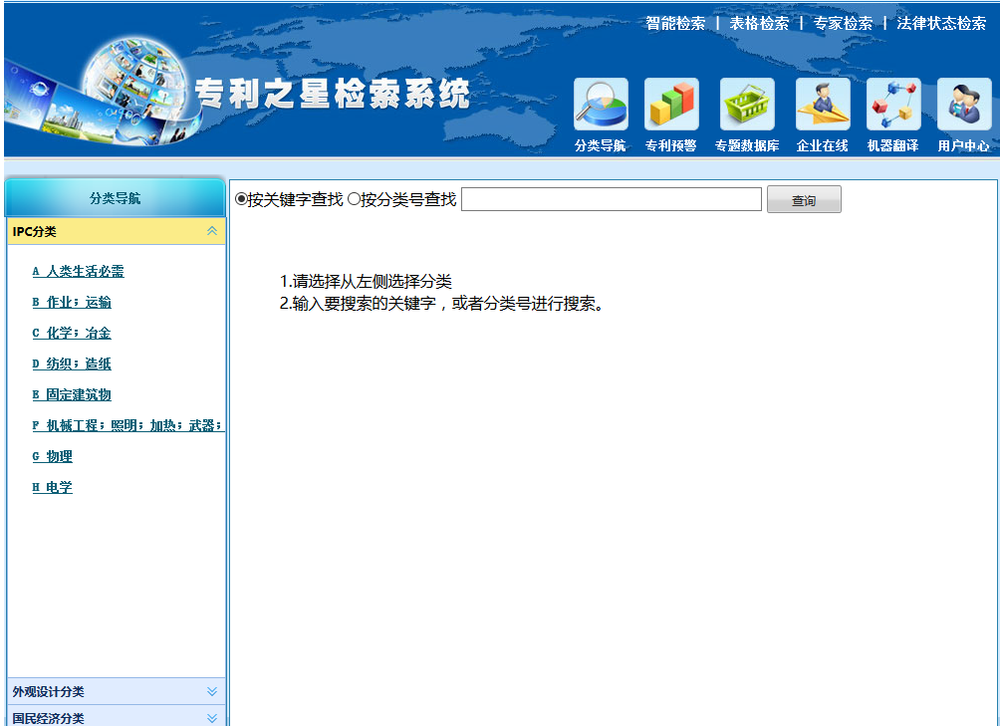 智能检索 | 表格检索 | 专家检索 | 法律状态检索
专利之星检索系统
分类导航 专利预警 专题数据库 企业在线 机器翻译 用户中心
分类导航
按关键字查找 按分类号查找 查询
IPC分类
A 人类生活必需
B 作业；运输
C 化学；冶金
D 纺织；造纸
E 固定建筑物
F 机械工程；照明；加热；武器；
G 物理
H 电学
1.请选择从左侧选择分类
2.输入要搜索的关键字，或者分类号进行搜索。
外观设计分类
国民经济分类